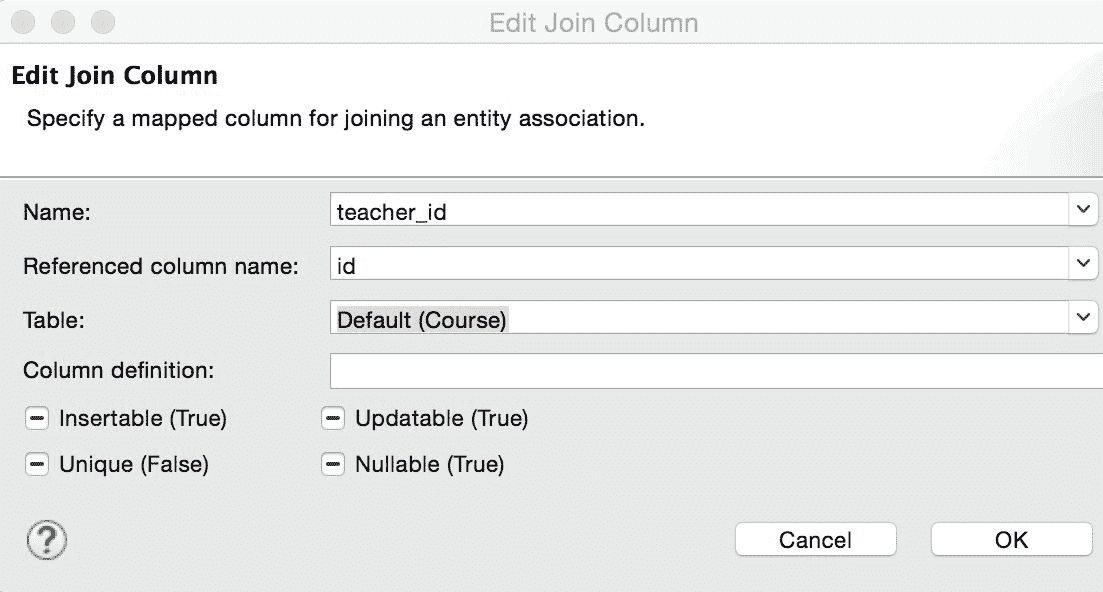 Edit Join Column
Edit Join Column
Specify a mapped column for joining an entity association.
Name: teacher_id
Referenced column name: id
Table: Default (Course)
Column definition:
Insertable (True) Updatable (True)
Unique (False) Nullable (True)
? Cancel OK